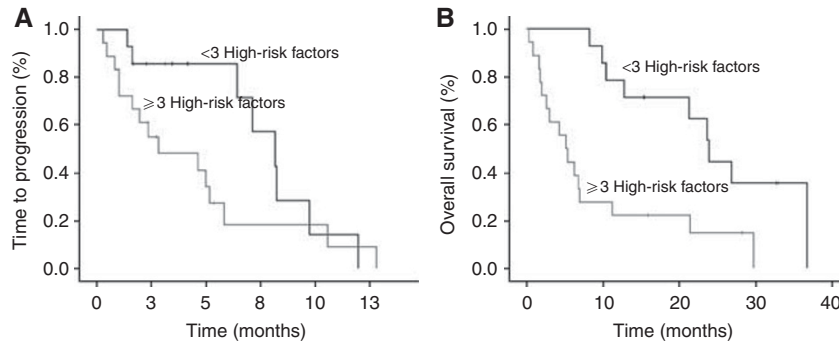 A
Time to progression (%)
1.0
0.8
0.6
0.4
0.2
0.0
<3 High-risk factors
⩾3 High-risk factors
0 3 5 8 10 13
Time (months)
B
Overall survival (%)
1.0
0.8
0.6
0.4
0.2
0.0
<3 High-risk factors
⩾3 High-risk factors
0 10 20 30 40
Time (months)